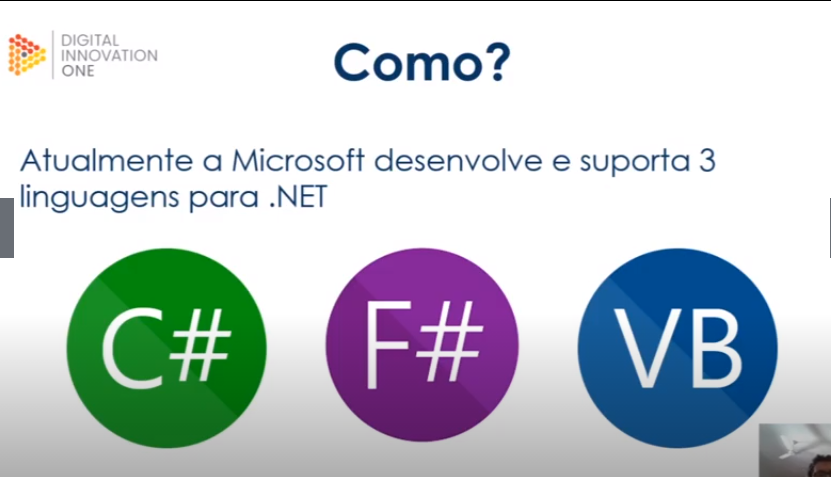 DIGITAL
INNOVATION
ONE
Como?
Atualmente a Microsoft desenvolve e suporta 3
linguagens para .NET
C#
F#
VB